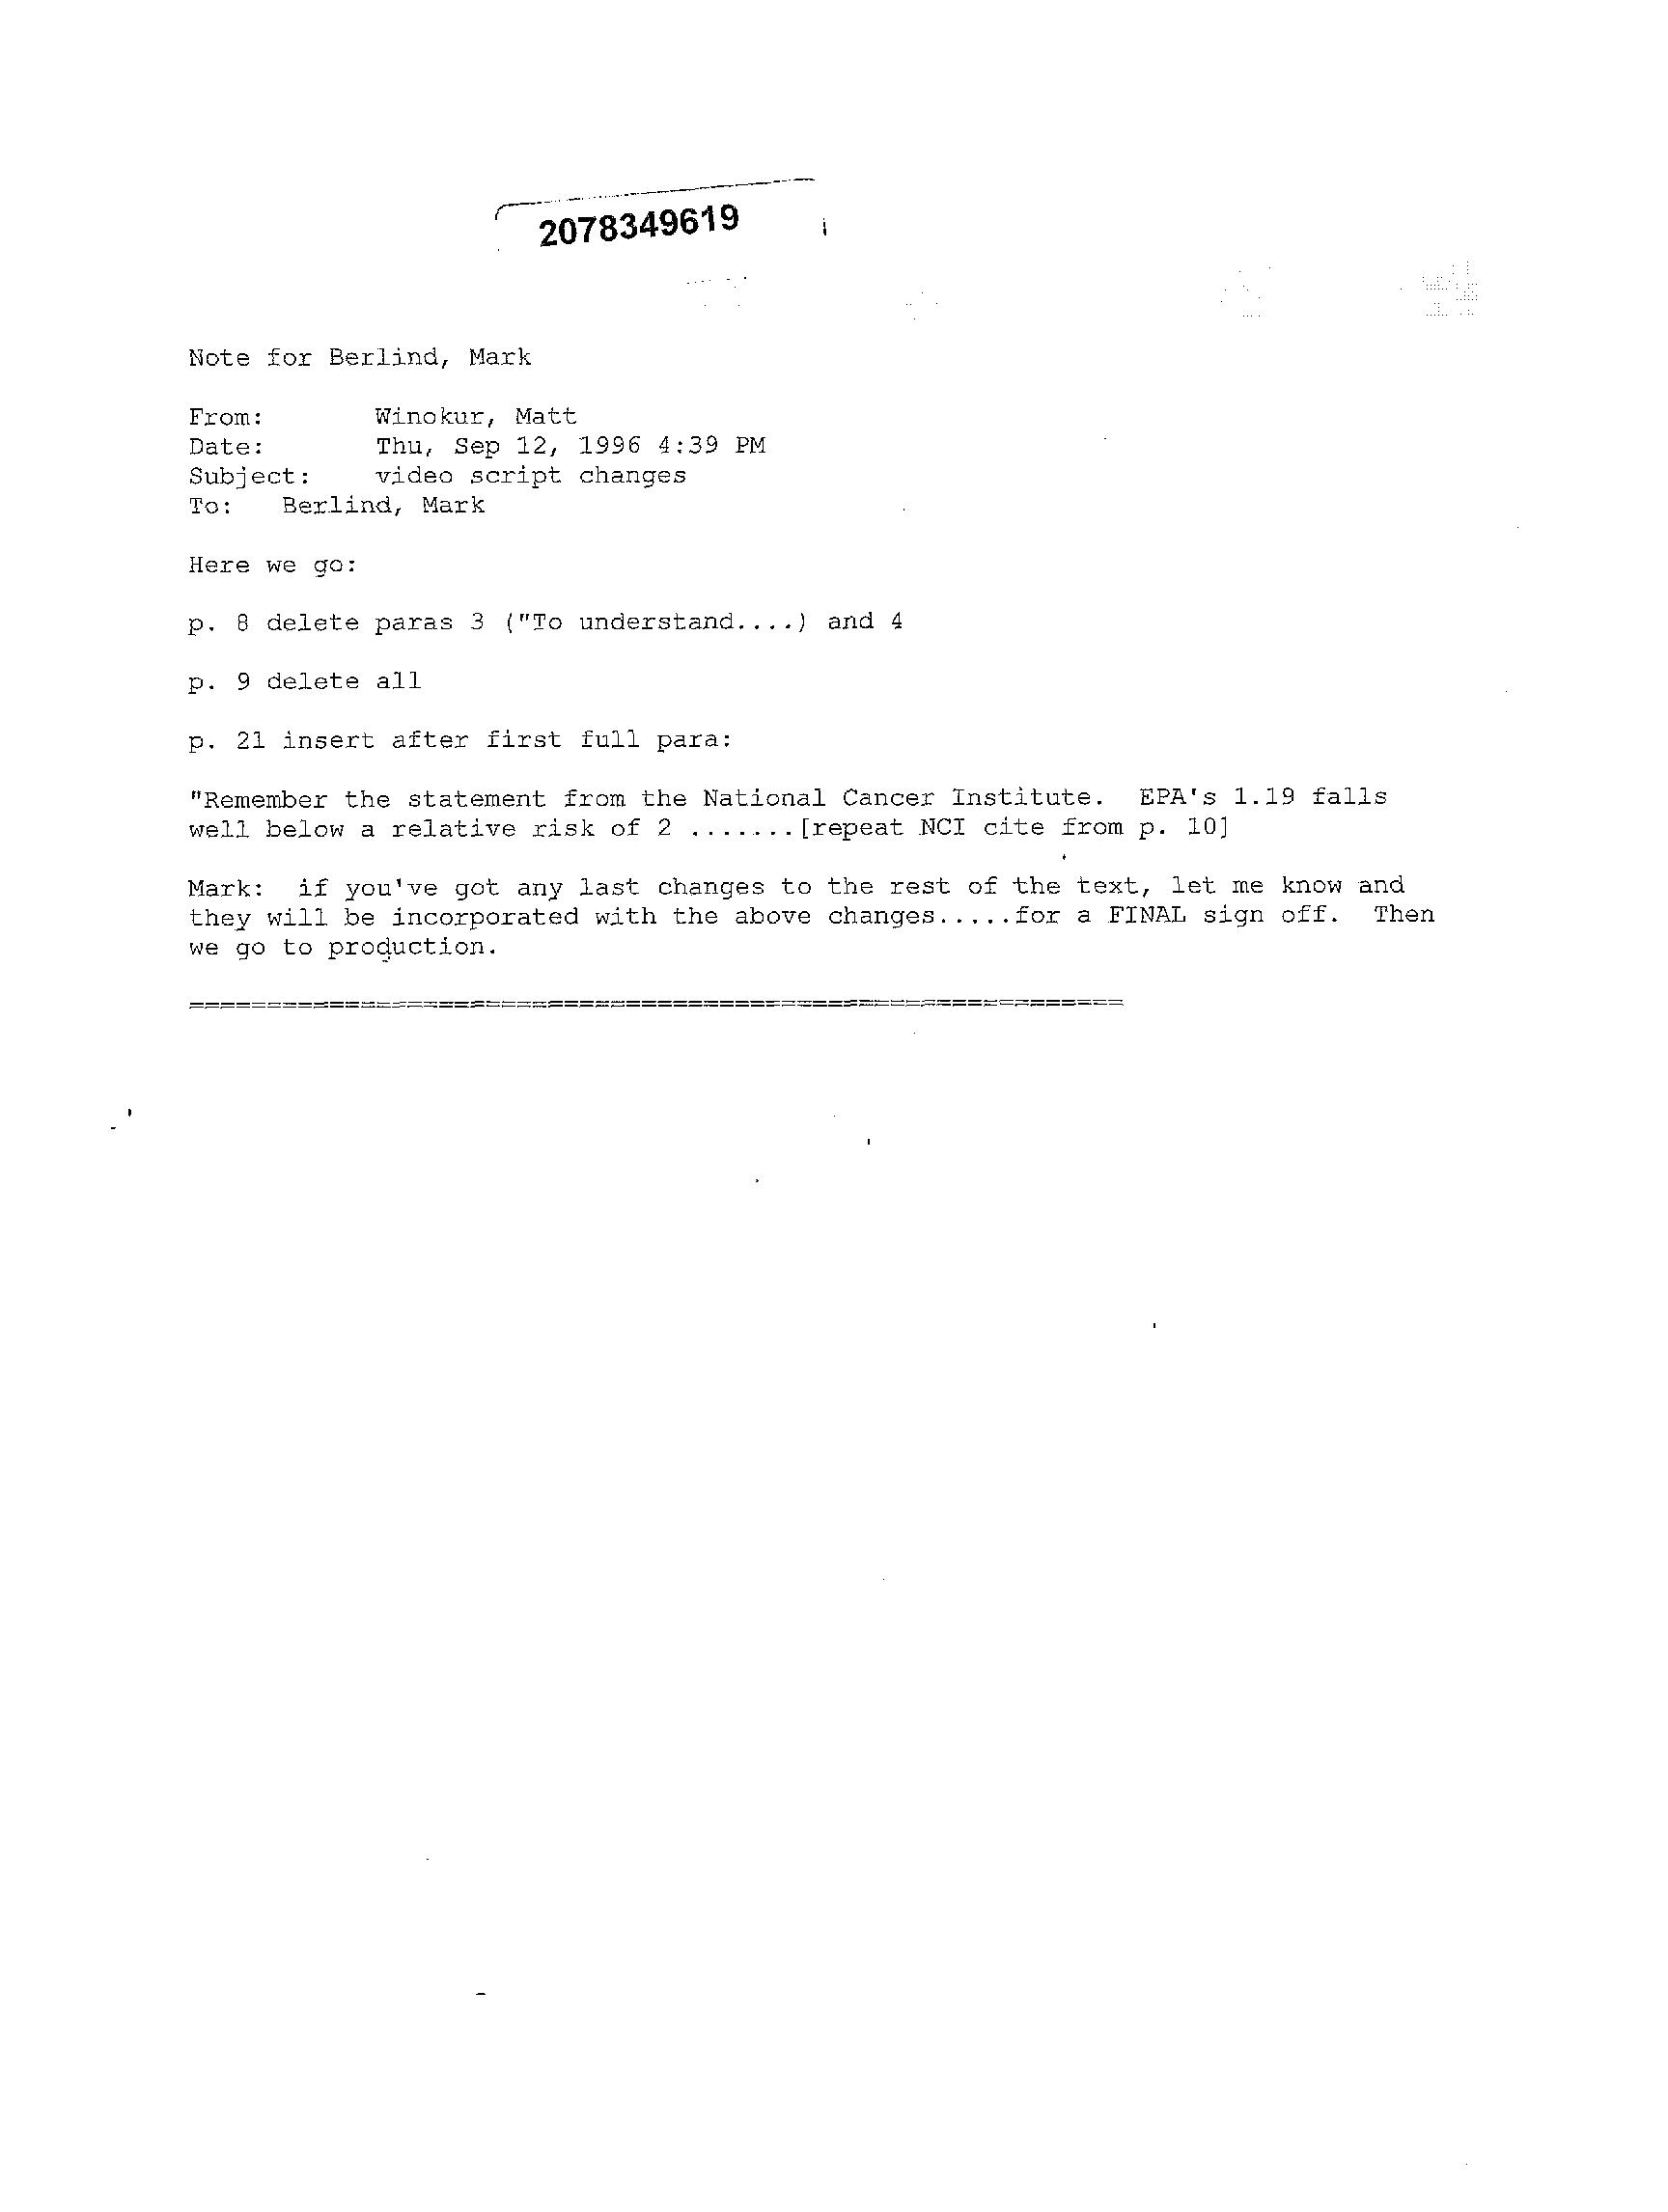 2078349619
Note for Berlind, Mark
From: Winokur, Matt
Date: Thu, Sep 12, 1996 4:39 PM
Subject: video script changes
To: Berlind, Mark
Here we go:
p. 8 delete paras 3 ("To understand....) and 4
p. 9 delete all
p. 21 insert after first full para:
"Remember the statement from the National Cancer Institute. EPA's 1.19 falls
well below a relative risk of 2 .......[repeat NCI cite from p. 10]
Mark: if you've got any last changes to the rest of the text, let me know and
they will be incorporated with the above changes.....for a FINAL sign off. Then
we go to production.
============================================================